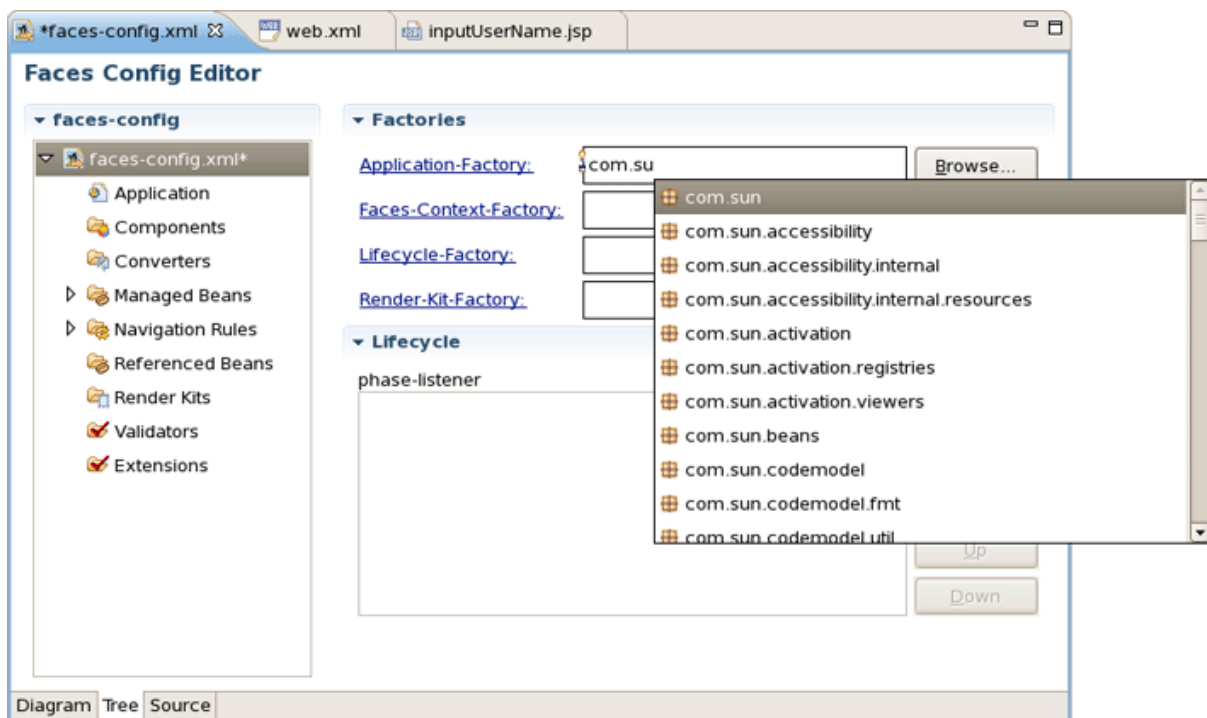 *faces-config.xml
web.xml
inputUserName.jsp
Faces Config Editor
faces-config
faces-config.xml*
Application
Components
Converters
Managed Beans
Navigation Rules
Referenced Beans
Render Kits
Validators
Extensions
Factories
Application-Factory:
com.su
Browse...
Faces-Context-Factory:
Lifecycle-Factory:
Render-Kit-Factory:
com.sun
com.sun.accessibility
com.sun.accessibility.internal
com.sun.accessibility.internal.resources
com.sun.activation
com.sun.activation.registries
com.sun.activation.viewers
com.sun.beans
com.sun.codemodel
com.sun.codemodel.fmt
com.sun.codemodel.util
Lifecycle
phase-listener
Up
Down
Diagram
Tree
Source